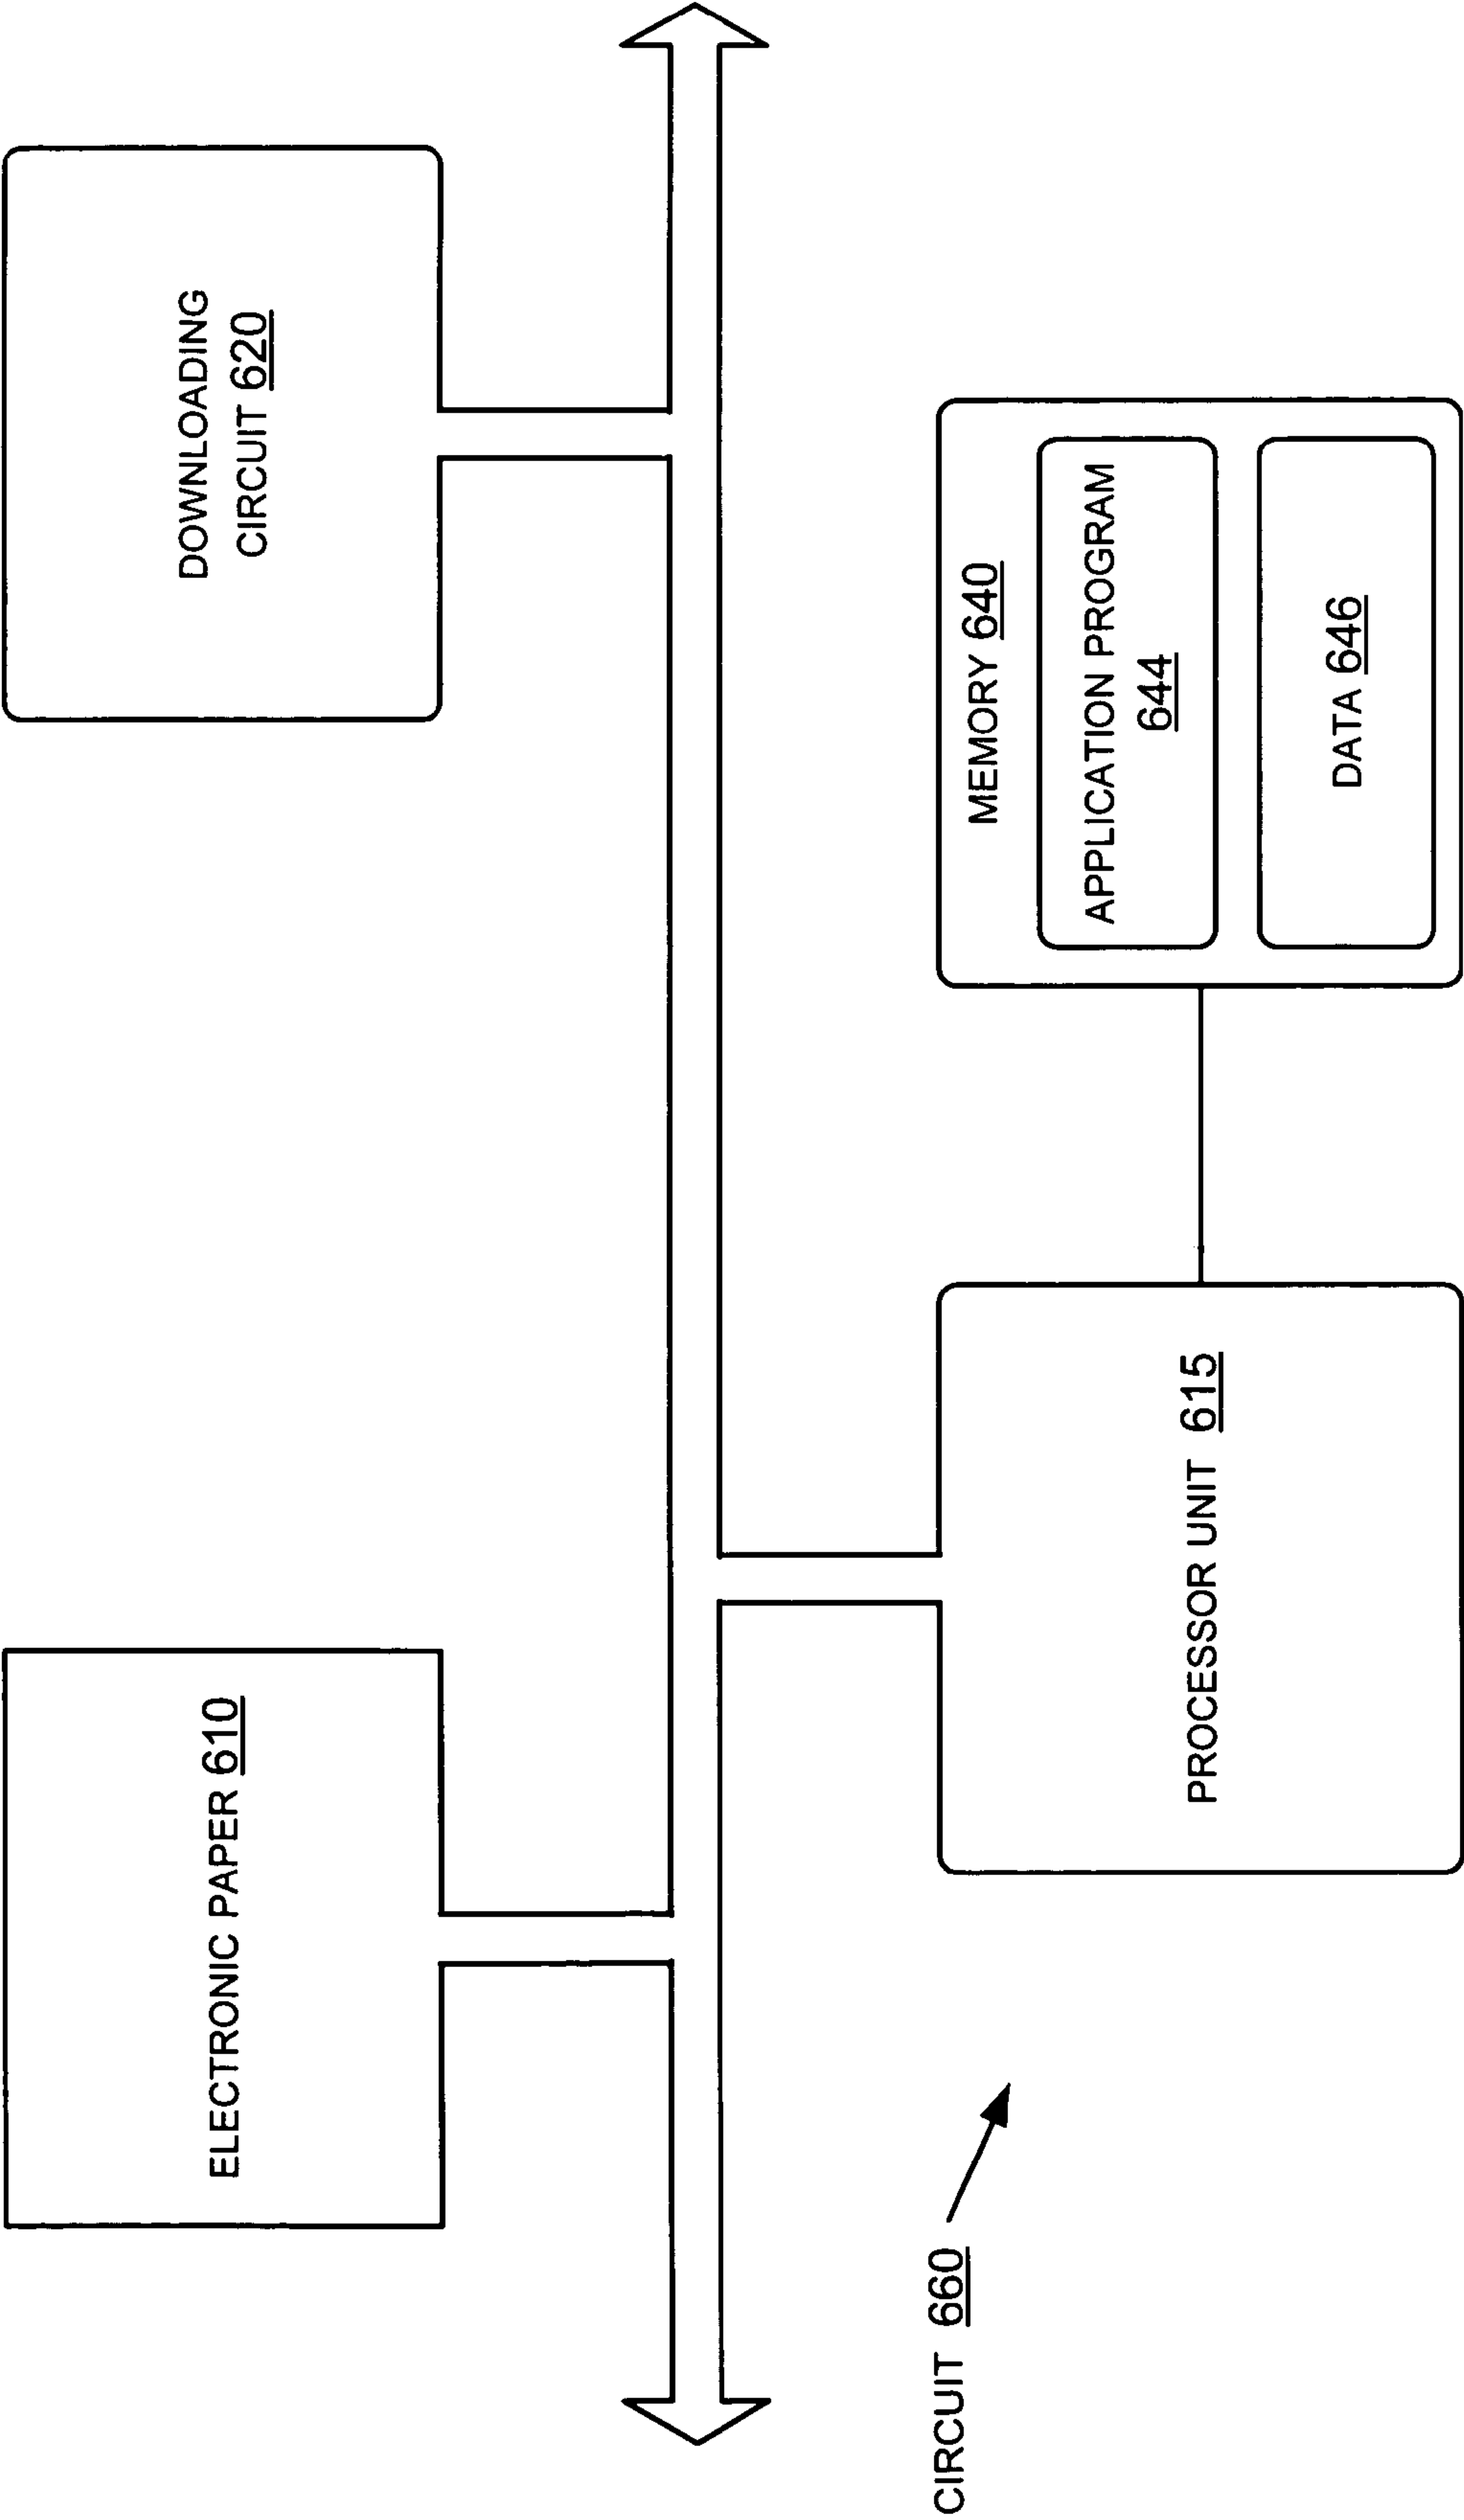 ELECTRONIC PAPER 610
DOWNLOADING
CIRCUIT 620
CIRCUIT 660
PROCESSOR UNIT 615
MEMORY 640
APPLICATION PROGRAM
644
DATA 646